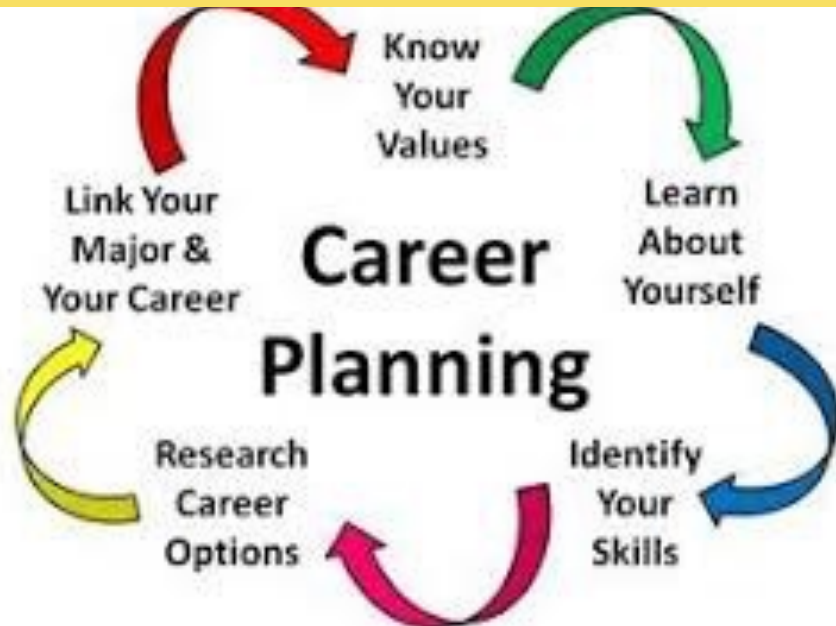 Career
Planning
Know
Your
Values
Learn
About
Yourself
Identify
Your
Skills
Research
Career
Options
Link Your
Major &
Your Career